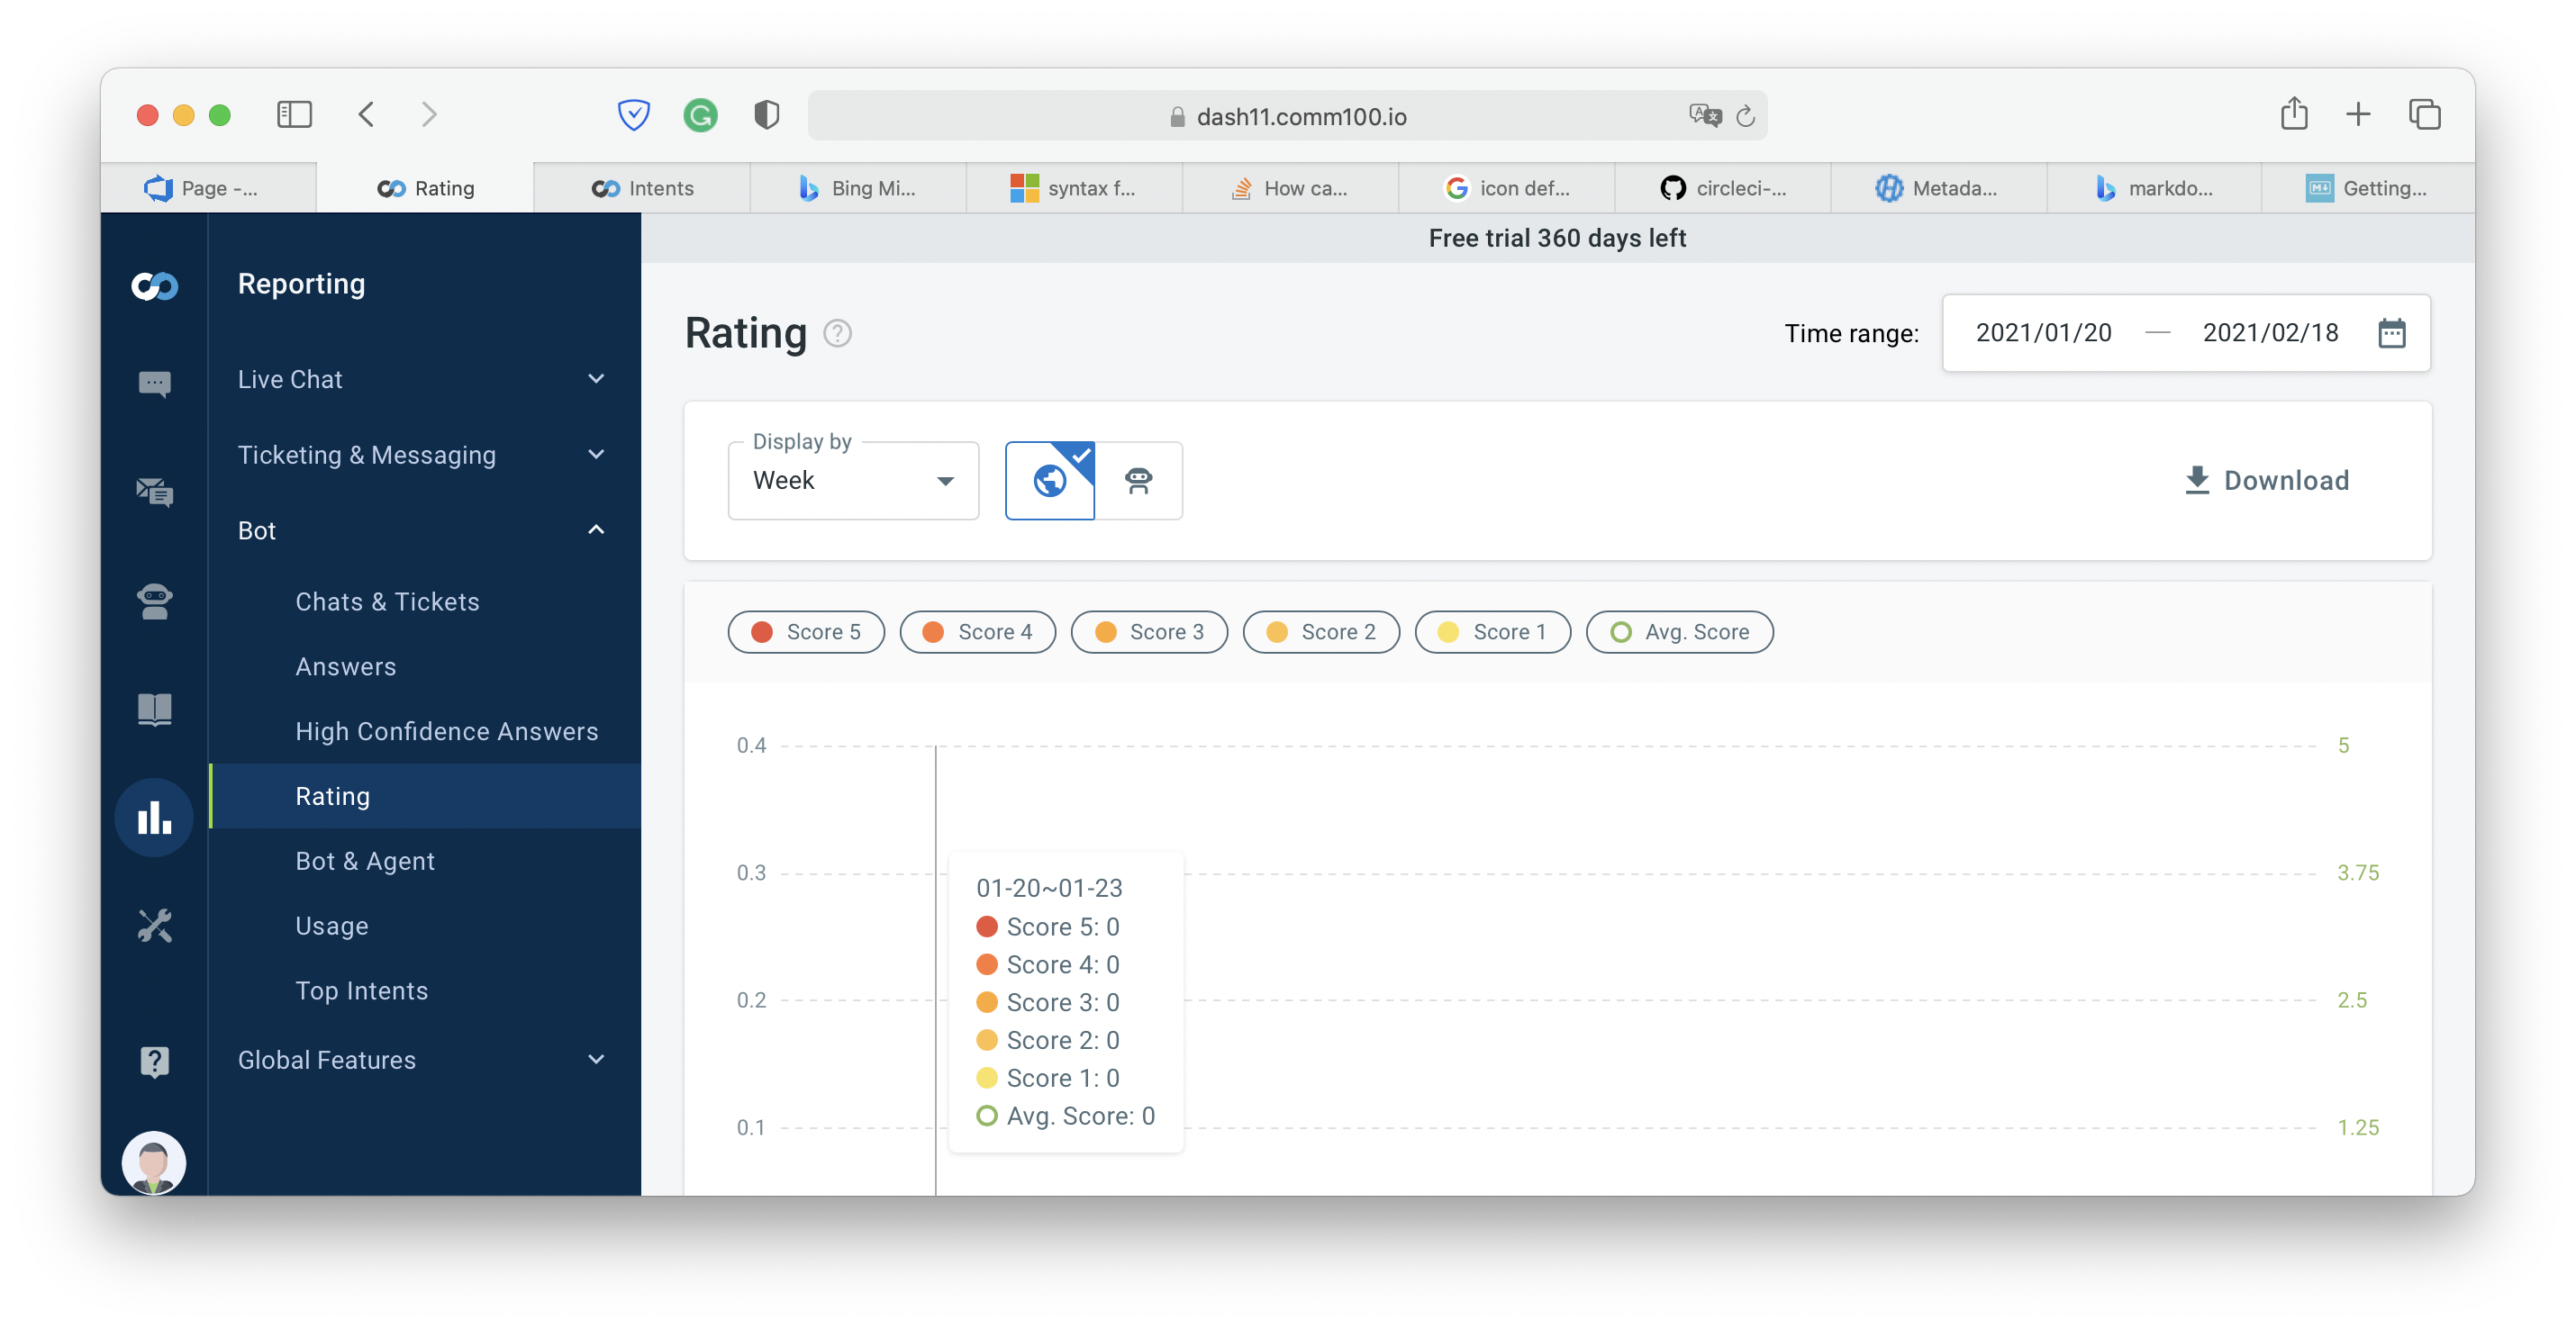 dash11.comm100.io
Page -...
Rating
Intents
Bing Mi...
syntax f...
How ca...
icon def...
circleci-...
Metada...
markdo...
Getting...
Free trial 360 days left
Reporting
Live Chat
Ticketing & Messaging
Bot
Chats & Tickets
Answers
High Confidence Answers
Rating
Bot & Agent
Usage
Top Intents
Global Features
Rating
Time range:
2021/01/20 — 2021/02/18
Display by
Week
Download
Score 5
Score 4
Score 3
Score 2
Score 1
Avg. Score
0.4
5
0.3
3.75
0.2
2.5
0.1
1.25
01-20~01-23
Score 5: 0
Score 4: 0
Score 3: 0
Score 2: 0
Score 1: 0
Avg. Score: 0